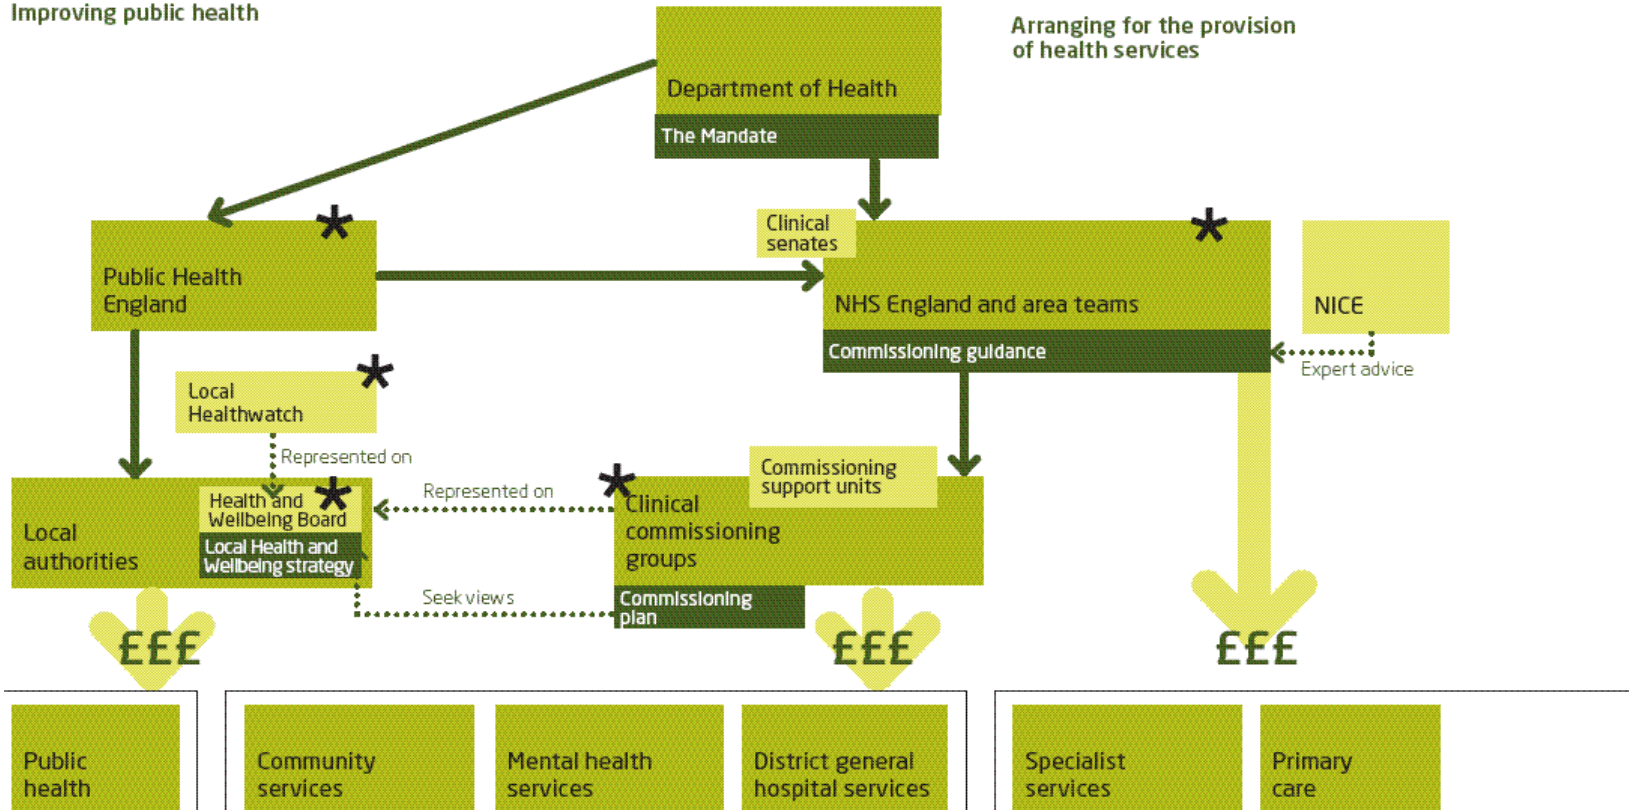 Improving public health
Arranging for the provision
of health services
Department of Health
The Mandate
Clinical
senates
Public Health
England
NHS England and area teams
NICE
Commissioning guidance
Expert advice
Local
Healthwatch
Represented on
Commissioning
support units
Health and
Wellbeing Board
Represented on
Clinical
commissioning
groups
Local
authorities
Local Health and
Wellbeing strategy
Seek views
Commissioning
plan
£££
£££
£££
Public
health
Community
services
Mental health
services
District general
hospital services
Specialist
services
Primary
care